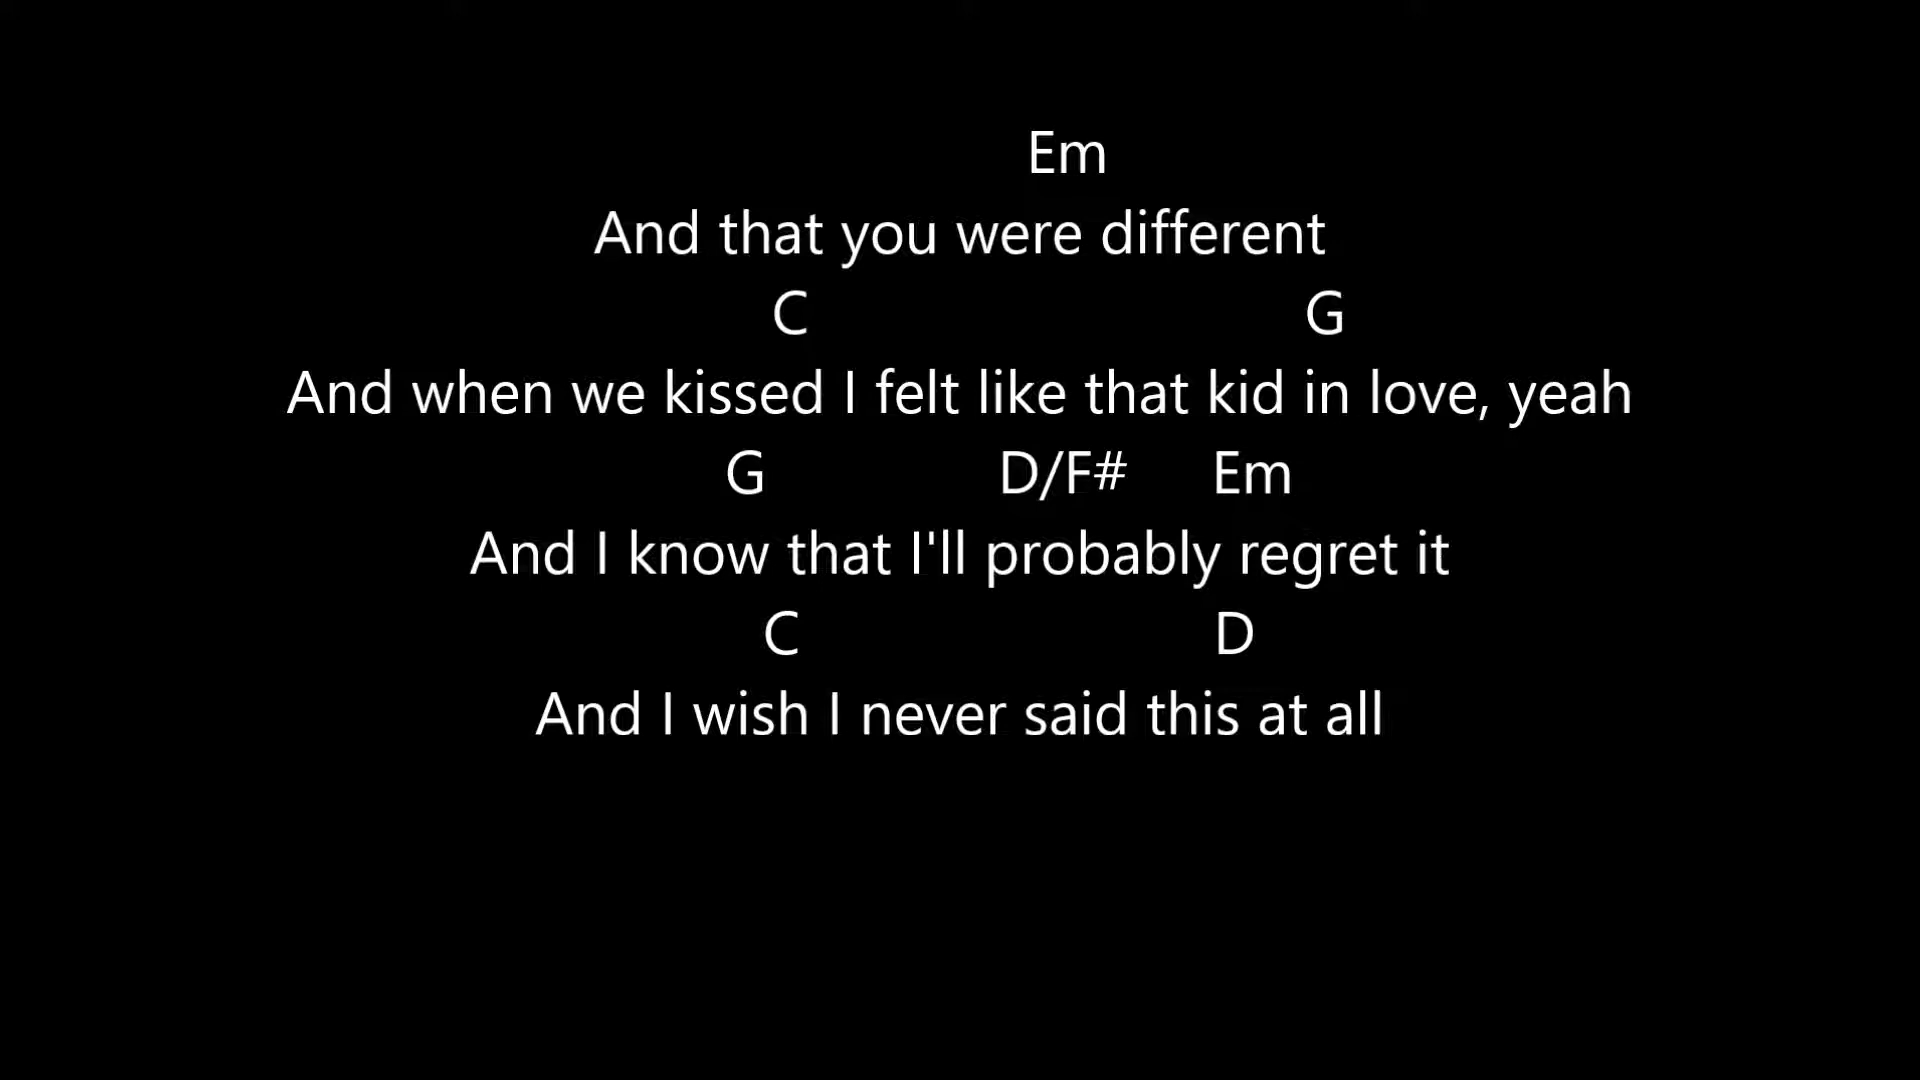 Em
And that you were different
C G
And when we kissed I felt like that kid in love, yeah
G D/F# Em
And I know that I'll probably regret it
C D
And I wish I never said this at all